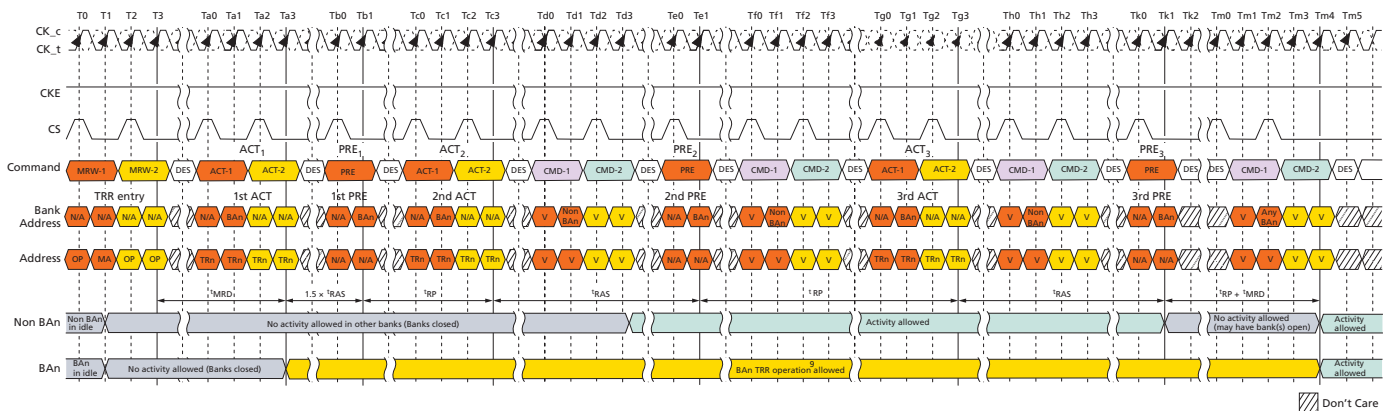 T0 T1 T2 T3 Ta0 Ta1 Ta2 Ta3 Tb0 Tb1 Tc0 Tc1 Tc2 Tc3 Td0 Td1 Td2 Td3 Te0 Te1 Tf0 Tf1 Tf2 Tf3 Tg0 Tg1 Tg2 Tg3 Th0 Th1 Th2 Th3 Tk0 Tk1 Tk2 Tm0 Tm1 Tm2 Tm3 Tm4 Tm5
CK_c
CK_t
CKE
CS
ACT1 PRE1 ACT2 PRE2 ACT3 PRE3
Command MRW-1 MRW-2 DES ACT-1 ACT-2 DES PRE DES ACT-1 ACT-2 DES CMD-1 CMD-2 DES PRE DES CMD-1 CMD-2 DES ACT-1 ACT-2 DES CMD-1 CMD-2 DES PRE DES DES CMD-1 CMD-2 DES
TRR entry 1st ACT 1st PRE 2nd ACT 2nd PRE 3rd ACT 3rd PRE
Bank Address N/A N/A N/A N/A N/A BAn N/A N/A N/A BAn N/A BAn N/A N/A V Non BAn V V N/A BAn V Non BAn V V N/A BAn N/A N/A V Non BAn V V N/A BAn V Any BAn V V
Address OP MA OP OP TRn TRn TRn TRn N/A N/A TRn TRn TRn TRn V V V V N/A N/A V V V V TRn TRn TRn TRn V V V V N/A N/A V V V V
tMRD 1.5 × tRAS tRP tRAS tRP tRAS tRP + tMRD
Non BAn Non BAn in idle No activity allowed in other banks (Banks closed) Activity allowed No activity allowed (may have bank(s) open) Activity allowed
BAn BAn in idle No activity allowed (Banks closed) BAn TRR operation allowed 9 Activity allowed
Don't Care